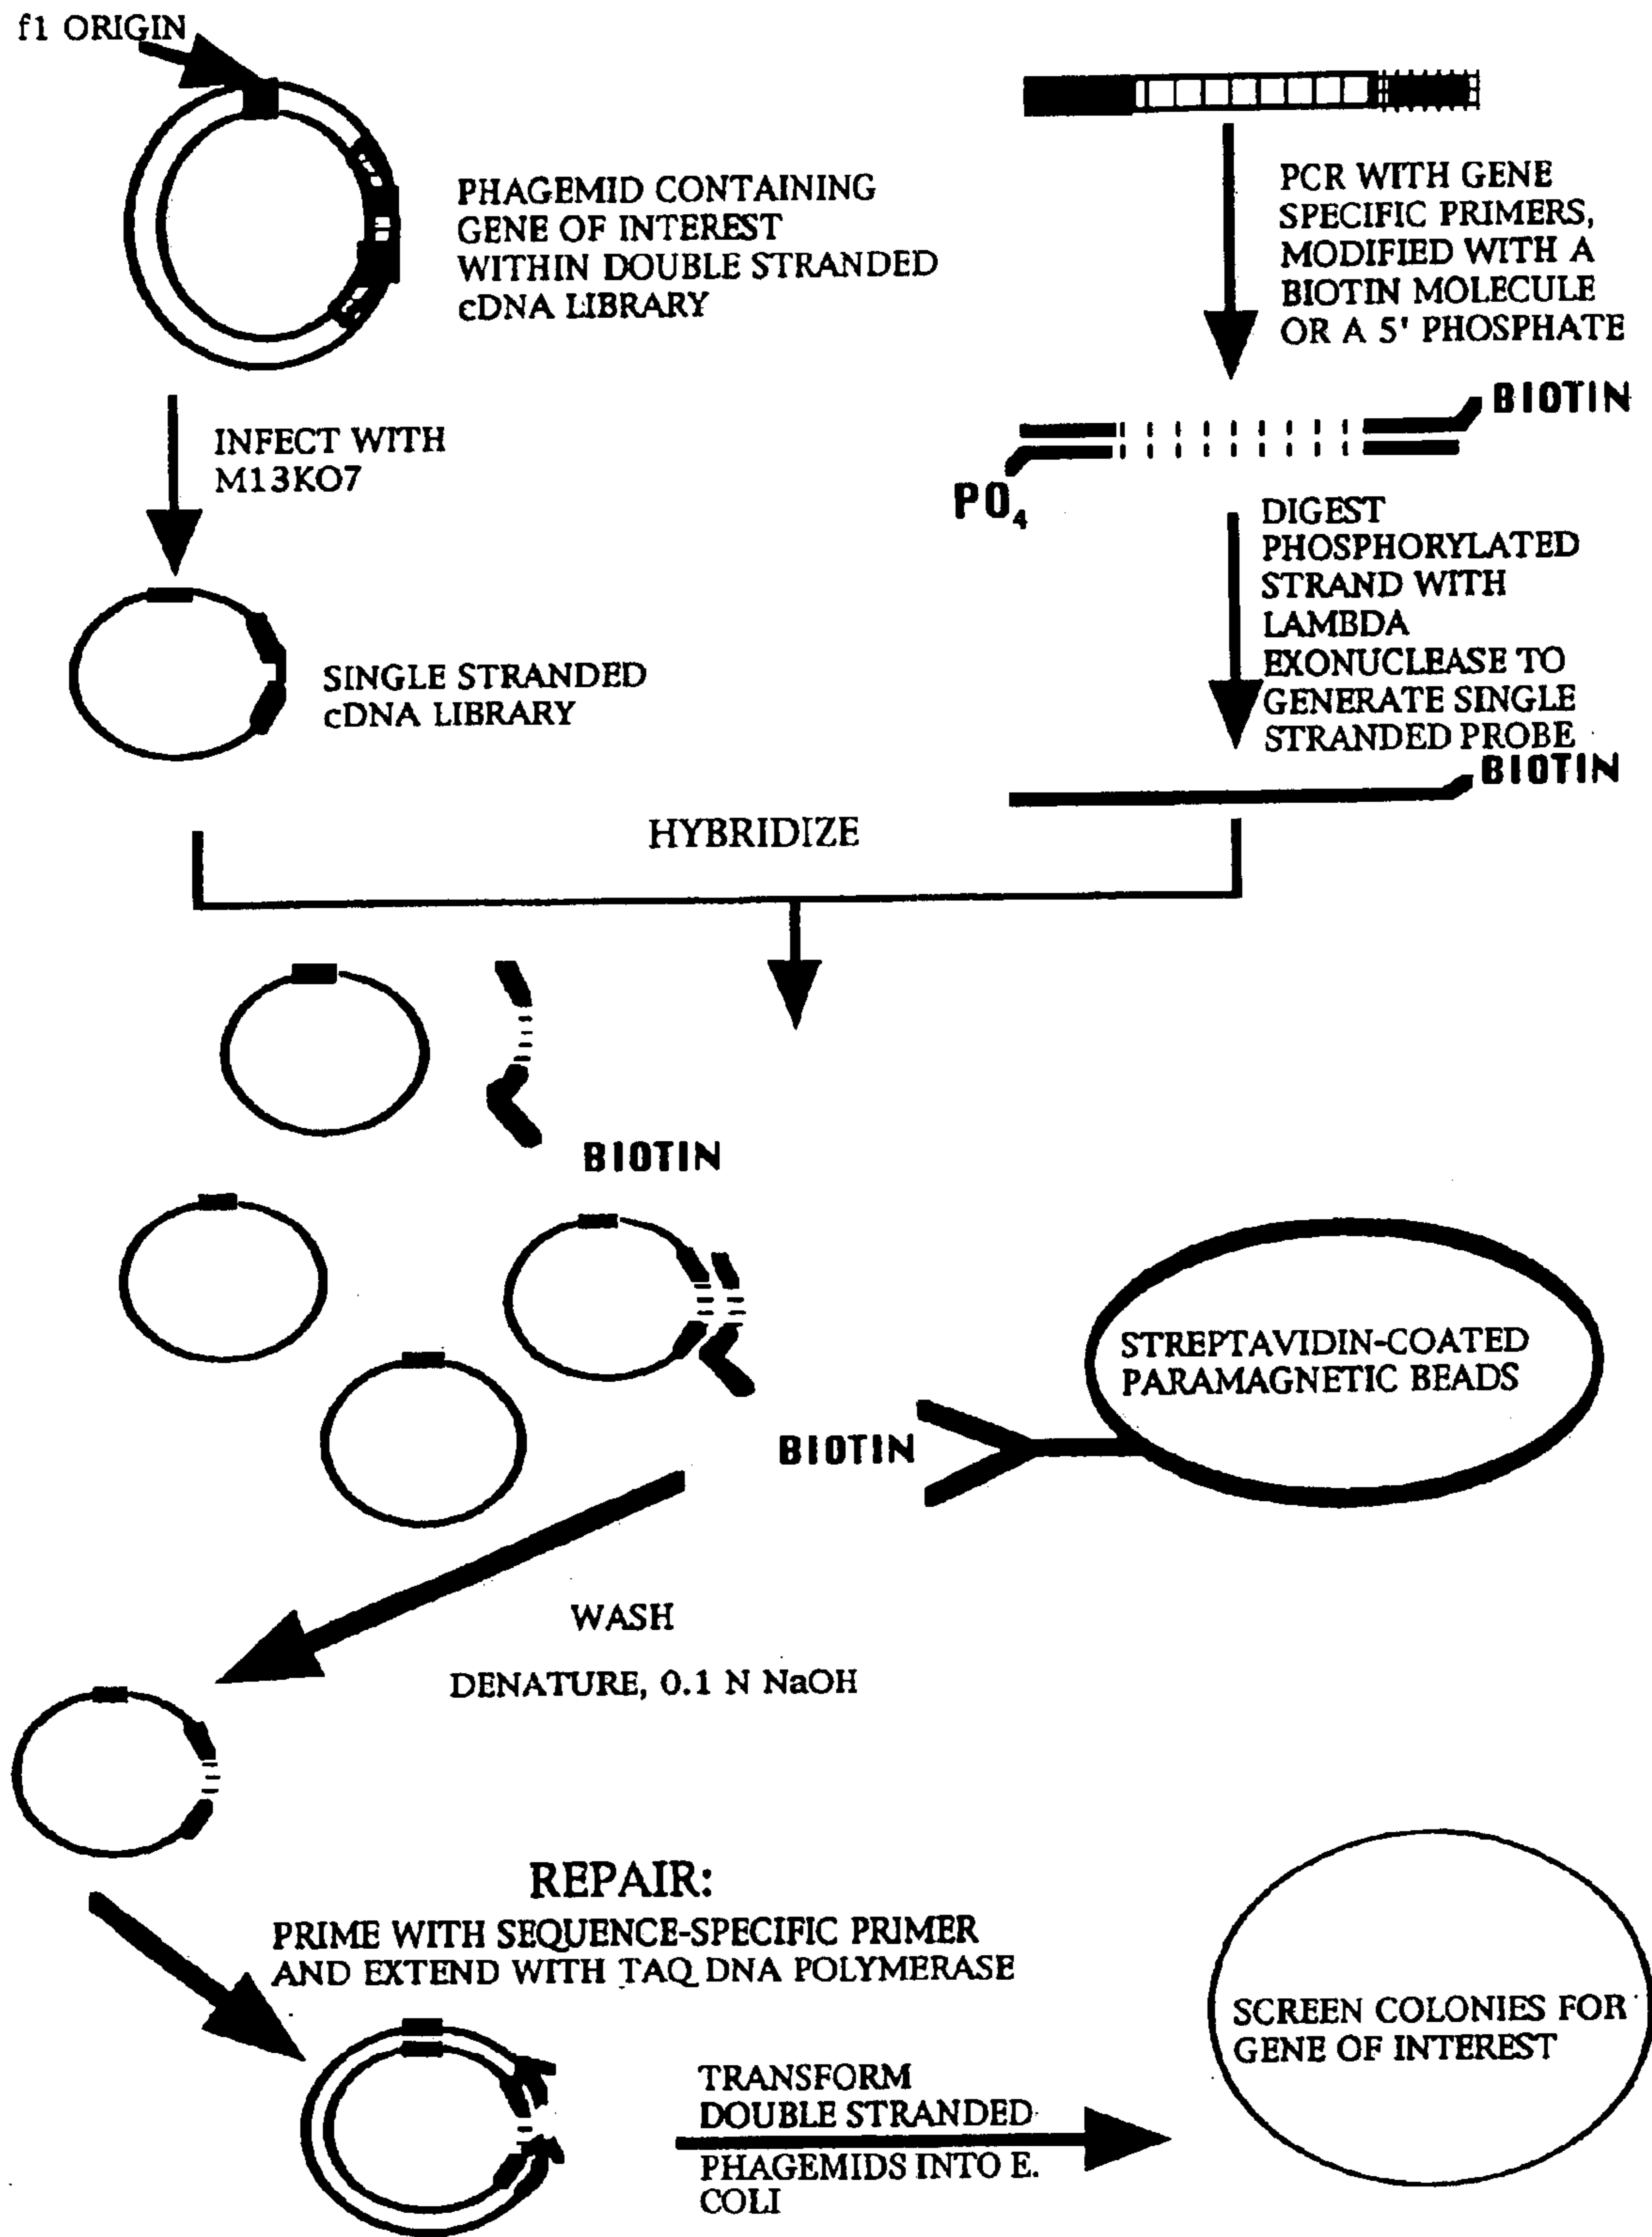 f1 ORIGIN
PHAGEMID CONTAINING
GENE OF INTEREST
WITHIN DOUBLE STRANDED
cDNA LIBRARY
PCR WITH GENE
SPECIFIC PRIMERS,
MODIFIED WITH A
BIOTIN MOLECULE
OR A 5' PHOSPHATE
INFECT WITH
M13KO7
BIOTIN
PO4
DIGEST
PHOSPHORYLATED
STRAND WITH
LAMBDA
EXONUCLEASE TO
GENERATE SINGLE
STRANDED PROBE
SINGLE STRANDED
cDNA LIBRARY
BIOTIN
HYBRIDIZE
BIOTIN
STREPTAVIDIN-COATED
PARAMAGNETIC BEADS
BIOTIN
WASH
DENATURE, 0.1 N NaOH
REPAIR:
PRIME WITH SEQUENCE-SPECIFIC PRIMER
AND EXTEND WITH TAQ DNA POLYMERASE
TRANSFORM
DOUBLE STRANDED
PHAGEMIDS INTO E.
COLI
SCREEN COLONIES FOR
GENE OF INTEREST